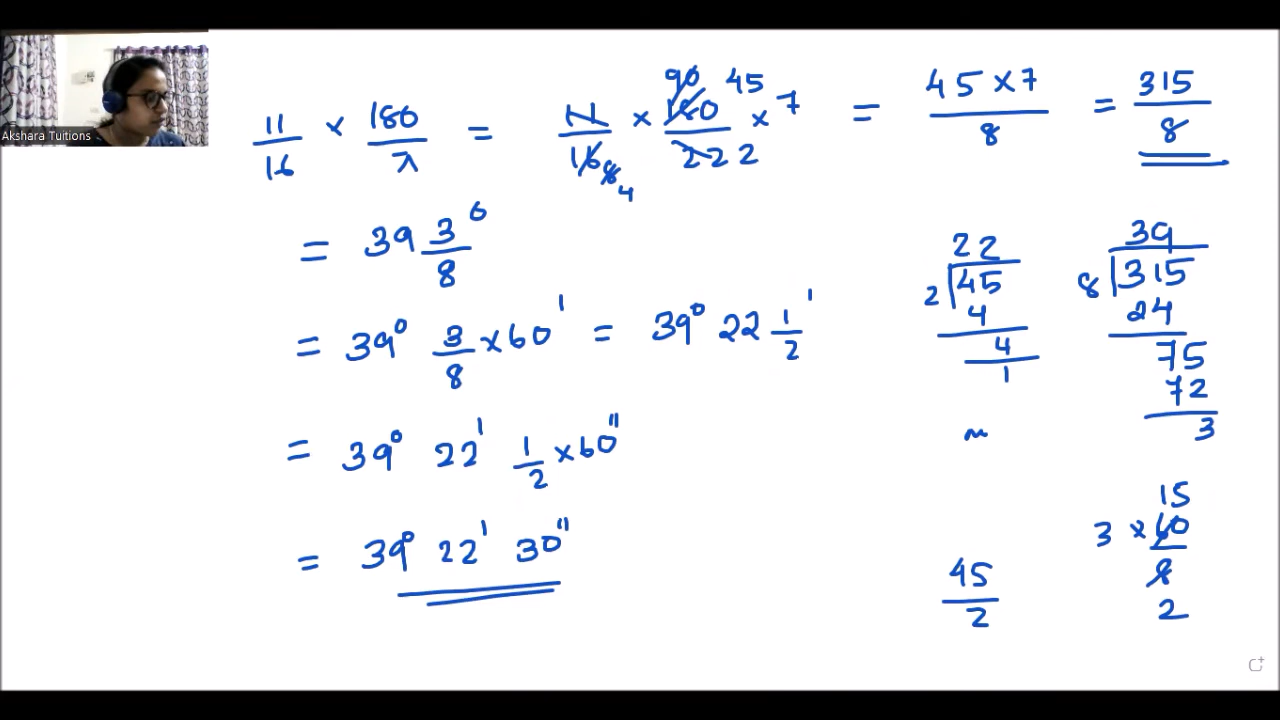 Akshara Tuitions
11/16 × 180/π = 11/16 8 4 × 180 90 45/22 2 × 7 = 45 × 7/8 = 315/8
= 39 3/8°
= 39° 3/8 × 60' = 39° 22 1/2'
= 39° 22' 1/2 × 60"
= 39° 22' 30"
22
2 45
4
4
1
39
8 315
24
75
72
3
45/2
15
3 × 60
8
2